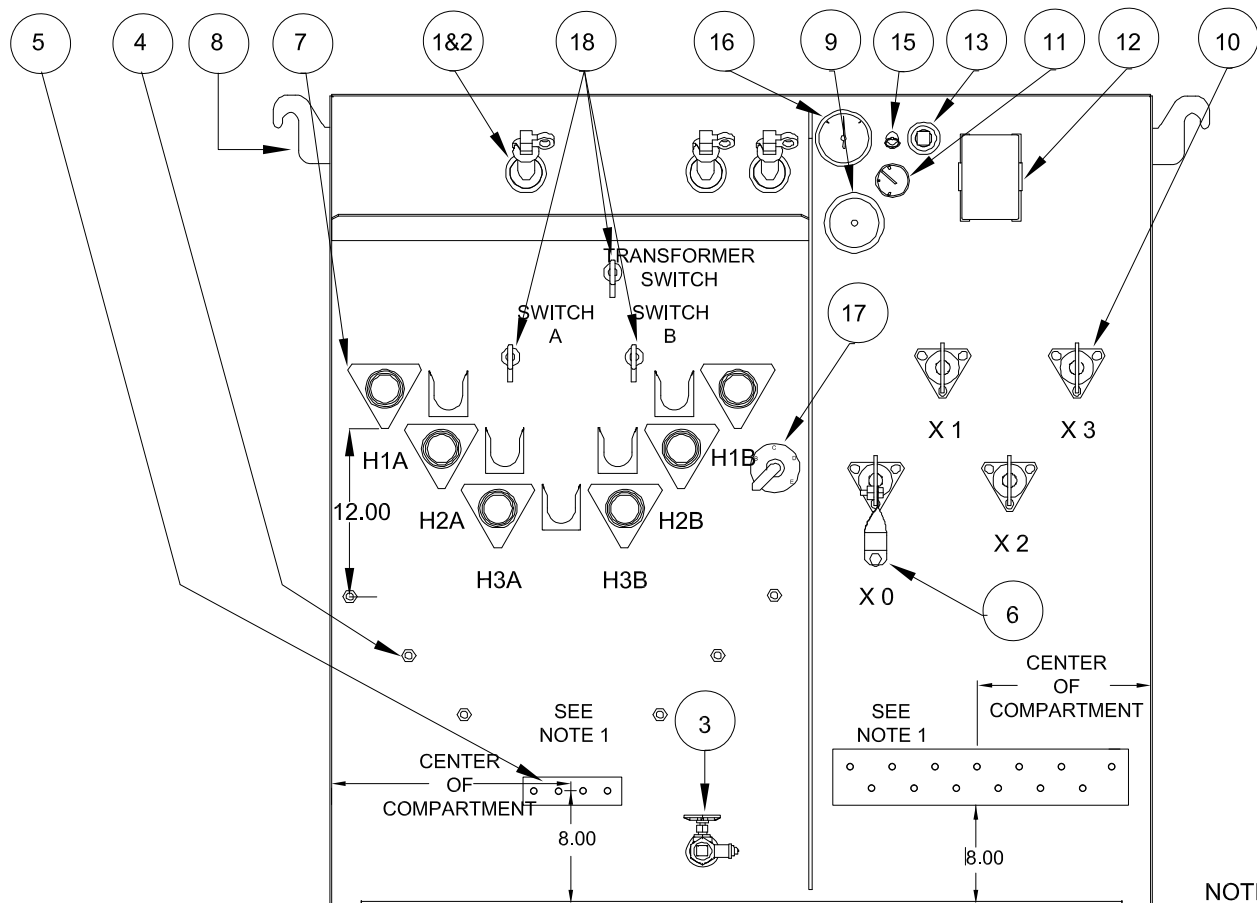 5
4
8
7
1&2
18
16
9
15
13
11
12
10
TRANSFORMER
SWITCH
SWITCH
A
SWITCH
B
17
X 1
X 3
H1A
H1B
12.00
H2A
H2B
X 2
H3A
H3B
X 0
6
CENTER
OF
COMPARTMENT
SEE
NOTE 1
3
SEE
NOTE 1
CENTER
OF
COMPARTMENT
8.00
8.00
NOTE